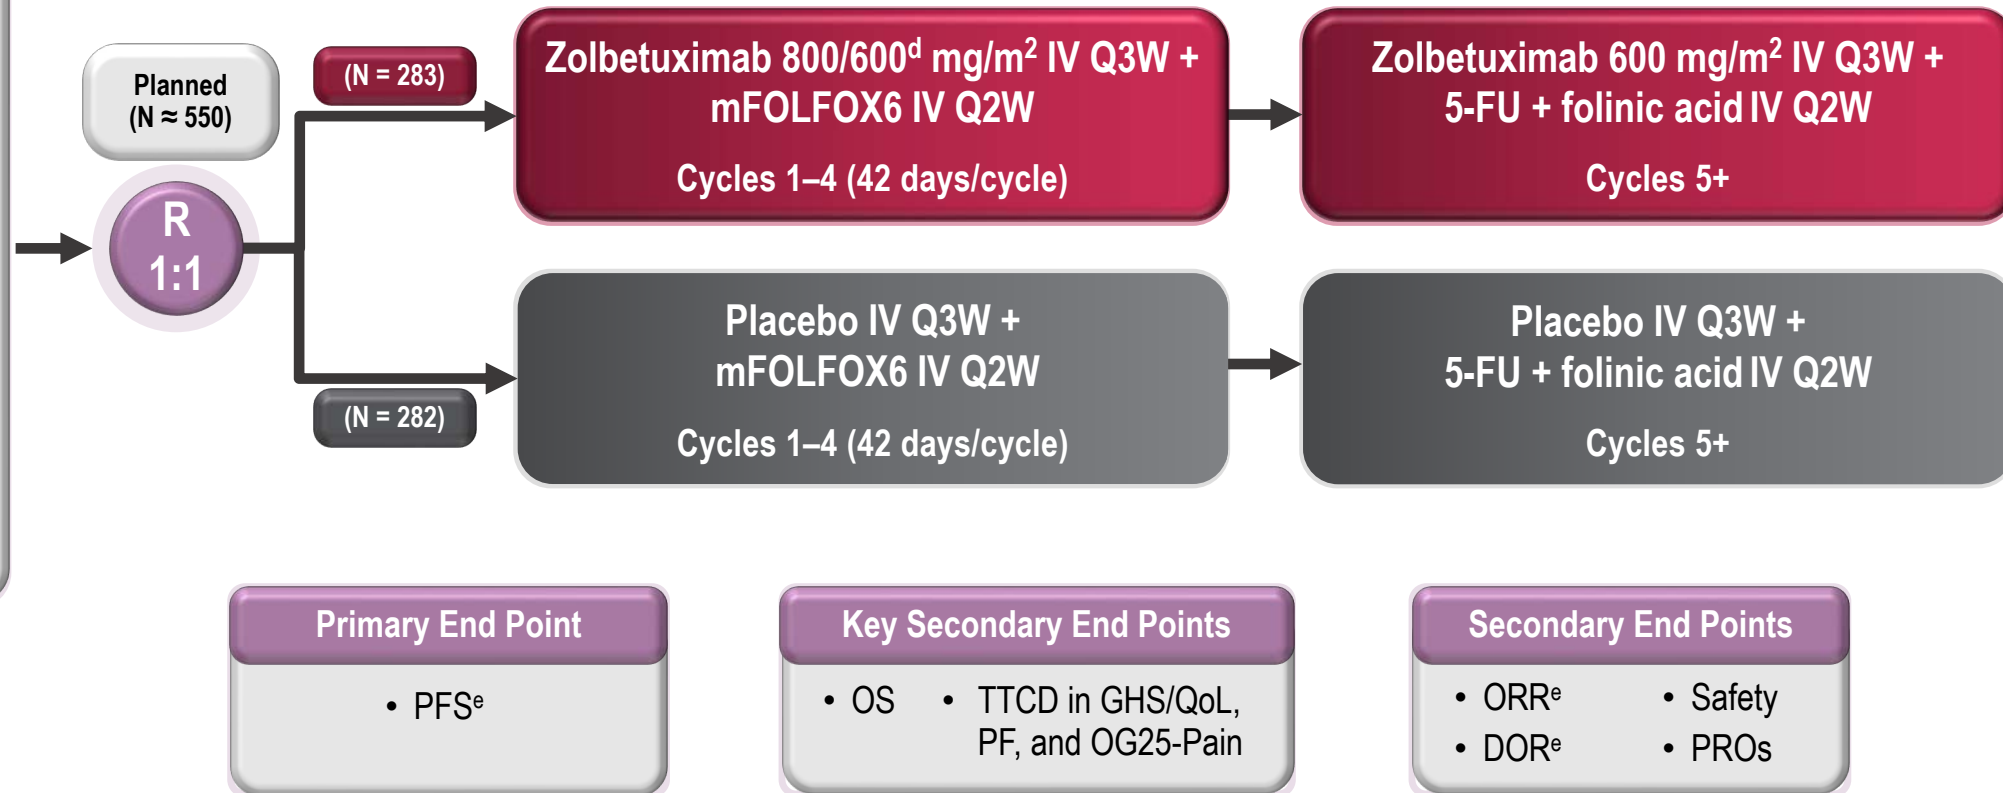 Planned
(N ≈ 550)
R
1:1
(N = 283)
Zolbetuximab 800/600ᵈ mg/m² IV Q3W +
mFOLFOX6 IV Q2W
Cycles 1–4 (42 days/cycle)
Zolbetuximab 600 mg/m² IV Q3W +
5-FU + folinic acid IV Q2W
Cycles 5+
(N = 282)
Placebo IV Q3W +
mFOLFOX6 IV Q2W
Cycles 1–4 (42 days/cycle)
Placebo IV Q3W +
5-FU + folinic acid IV Q2W
Cycles 5+
Primary End Point
• PFSᵉ
Key Secondary End Points
• OS
• TTCD in GHS/QoL,
PF, and OG25-Pain
Secondary End Points
• ORRᵉ
• DORᵉ
• Safety
• PROs